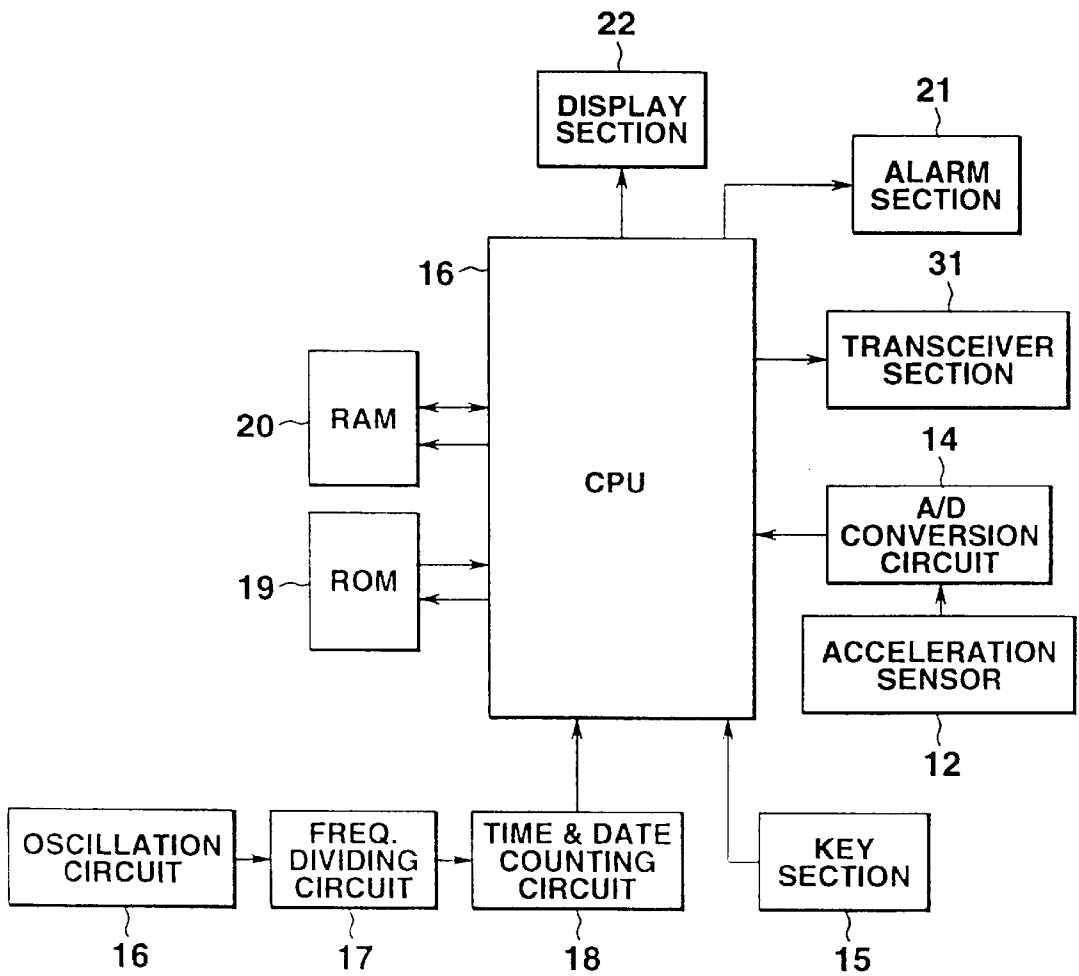 22
DISPLAY
SECTION
21
ALARM
SECTION
16
31
TRANSCEIVER
SECTION
RAM
20
CPU
14
A/D
CONVERSION
CIRCUIT
ROM
19
ACCELERATION
SENSOR
12
OSCILLATION
CIRCUIT
16
FREQ.
DIVIDING
CIRCUIT
17
TIME & DATE
COUNTING
CIRCUIT
18
KEY
SECTION
15